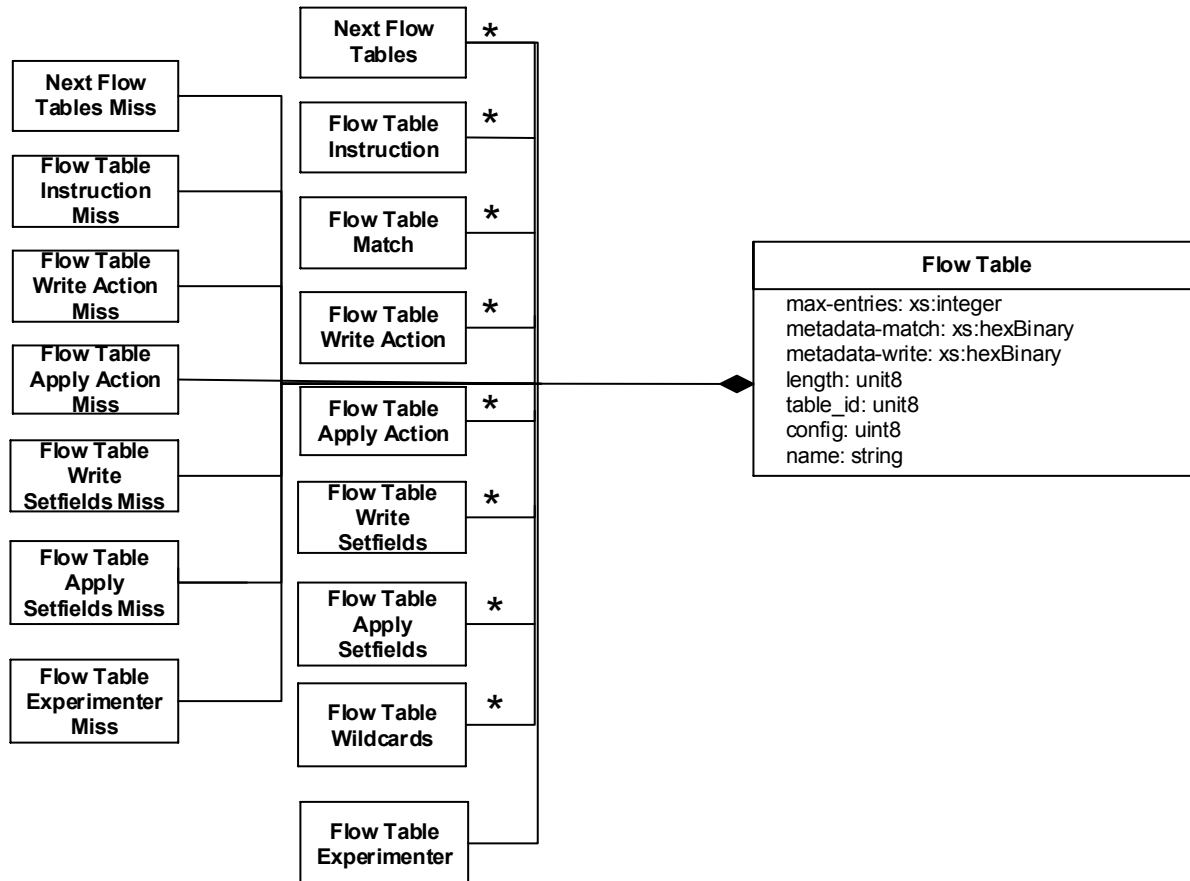 Next Flow
Tables Miss
Flow Table
Instruction
Miss
Flow Table
Write Action
Miss
Flow Table
Apply Action
Miss
Flow Table
Write
Setfields Miss
Flow Table
Apply
Setfields Miss
Flow Table
Experimenter
Miss
Next Flow
Tables
*
Flow Table
Instruction
*
Flow Table
Match
*
Flow Table
Write Action
*
Flow Table
Apply Action
*
Flow Table
Write
Setfields
*
Flow Table
Apply
Setfields
*
Flow Table
Wildcards
*
Flow Table
Experimenter
Flow Table
max-entries: xs:integer
metadata-match: xs:hexBinary
metadata-write: xs:hexBinary
length: unit8
table_id: unit8
config: uint8
name: string